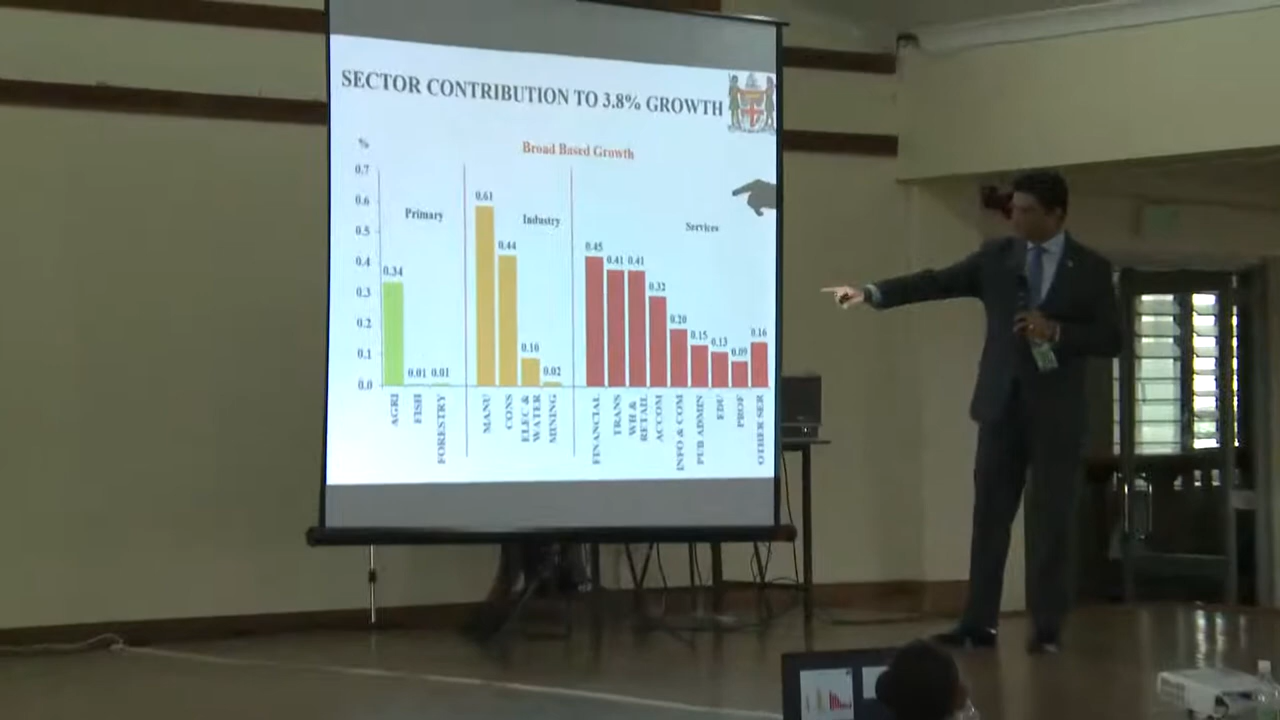 SECTOR CONTRIBUTION TO 3.8% GROWTH
Broad Based Growth
%
0.7
0.6
0.5
0.4
0.3
0.2
0.1
0.0
Primary
Industry
Services
0.34
0.01
0.01
0.61
0.44
0.10
0.02
0.45
0.41
0.41
0.32
0.20
0.15
0.13
0.09
0.16
AGRI
FISH
FORESTRY
MANU
CONS
ELEC &
WATER
MINING
FINANCIAL
TRANS
WH &
RETAIL
ACCOM
INFO & COM
PUB ADMIN
EDU
PROF
OTHER SER